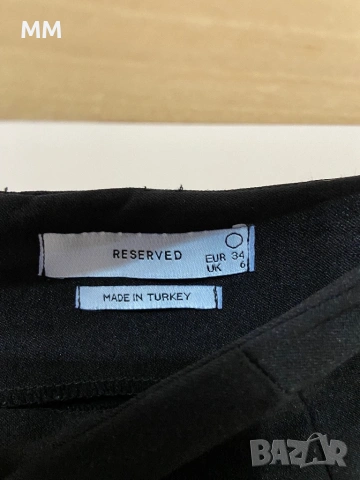 MM
RESERVED
EUR 34
UK 6
MADE IN TURKEY
BAZAR